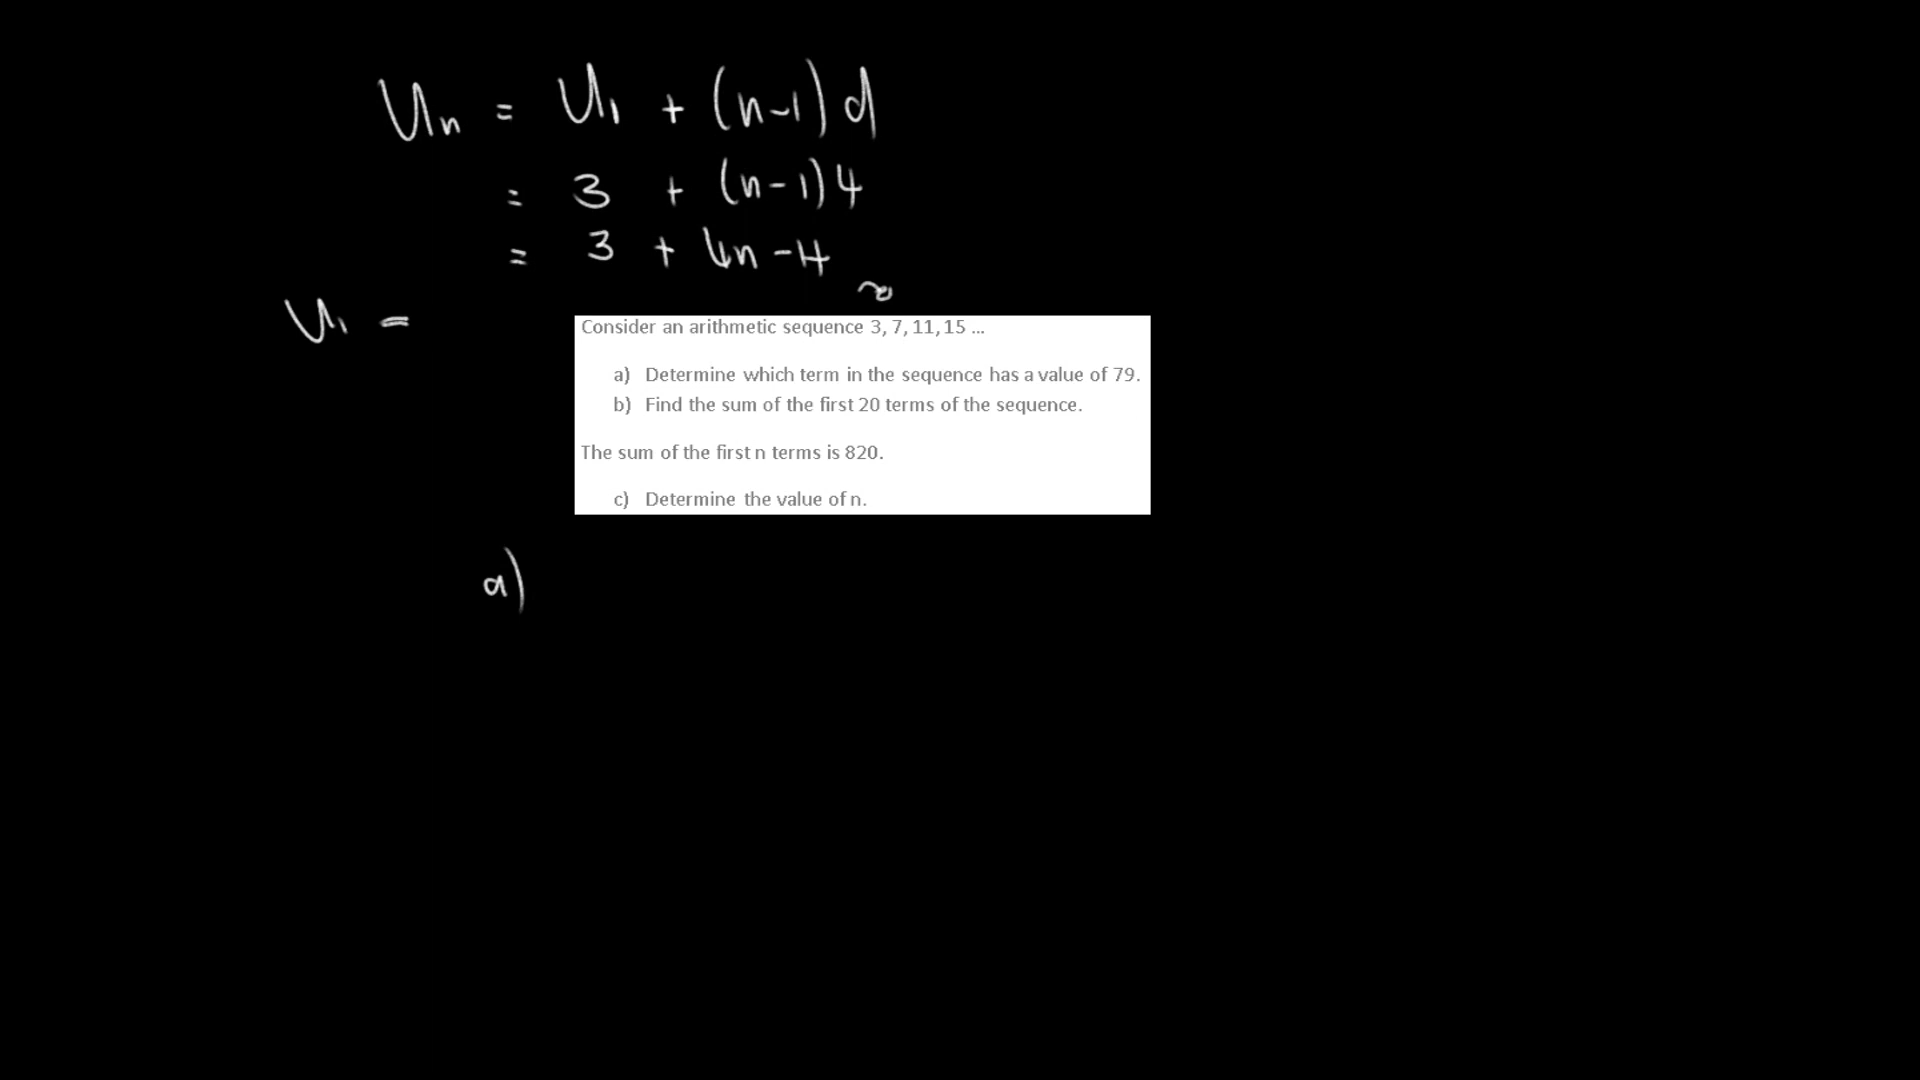 Un = U1 + (n-1) d
= 3 + (n-1) 4
= 3 + 4n - 4
U1 =
Consider an arithmetic sequence 3, 7, 11, 15 ...
a) Determine which term in the sequence has a value of 79.
b) Find the sum of the first 20 terms of the sequence.
The sum of the first n terms is 820.
c) Determine the value of n.
a)